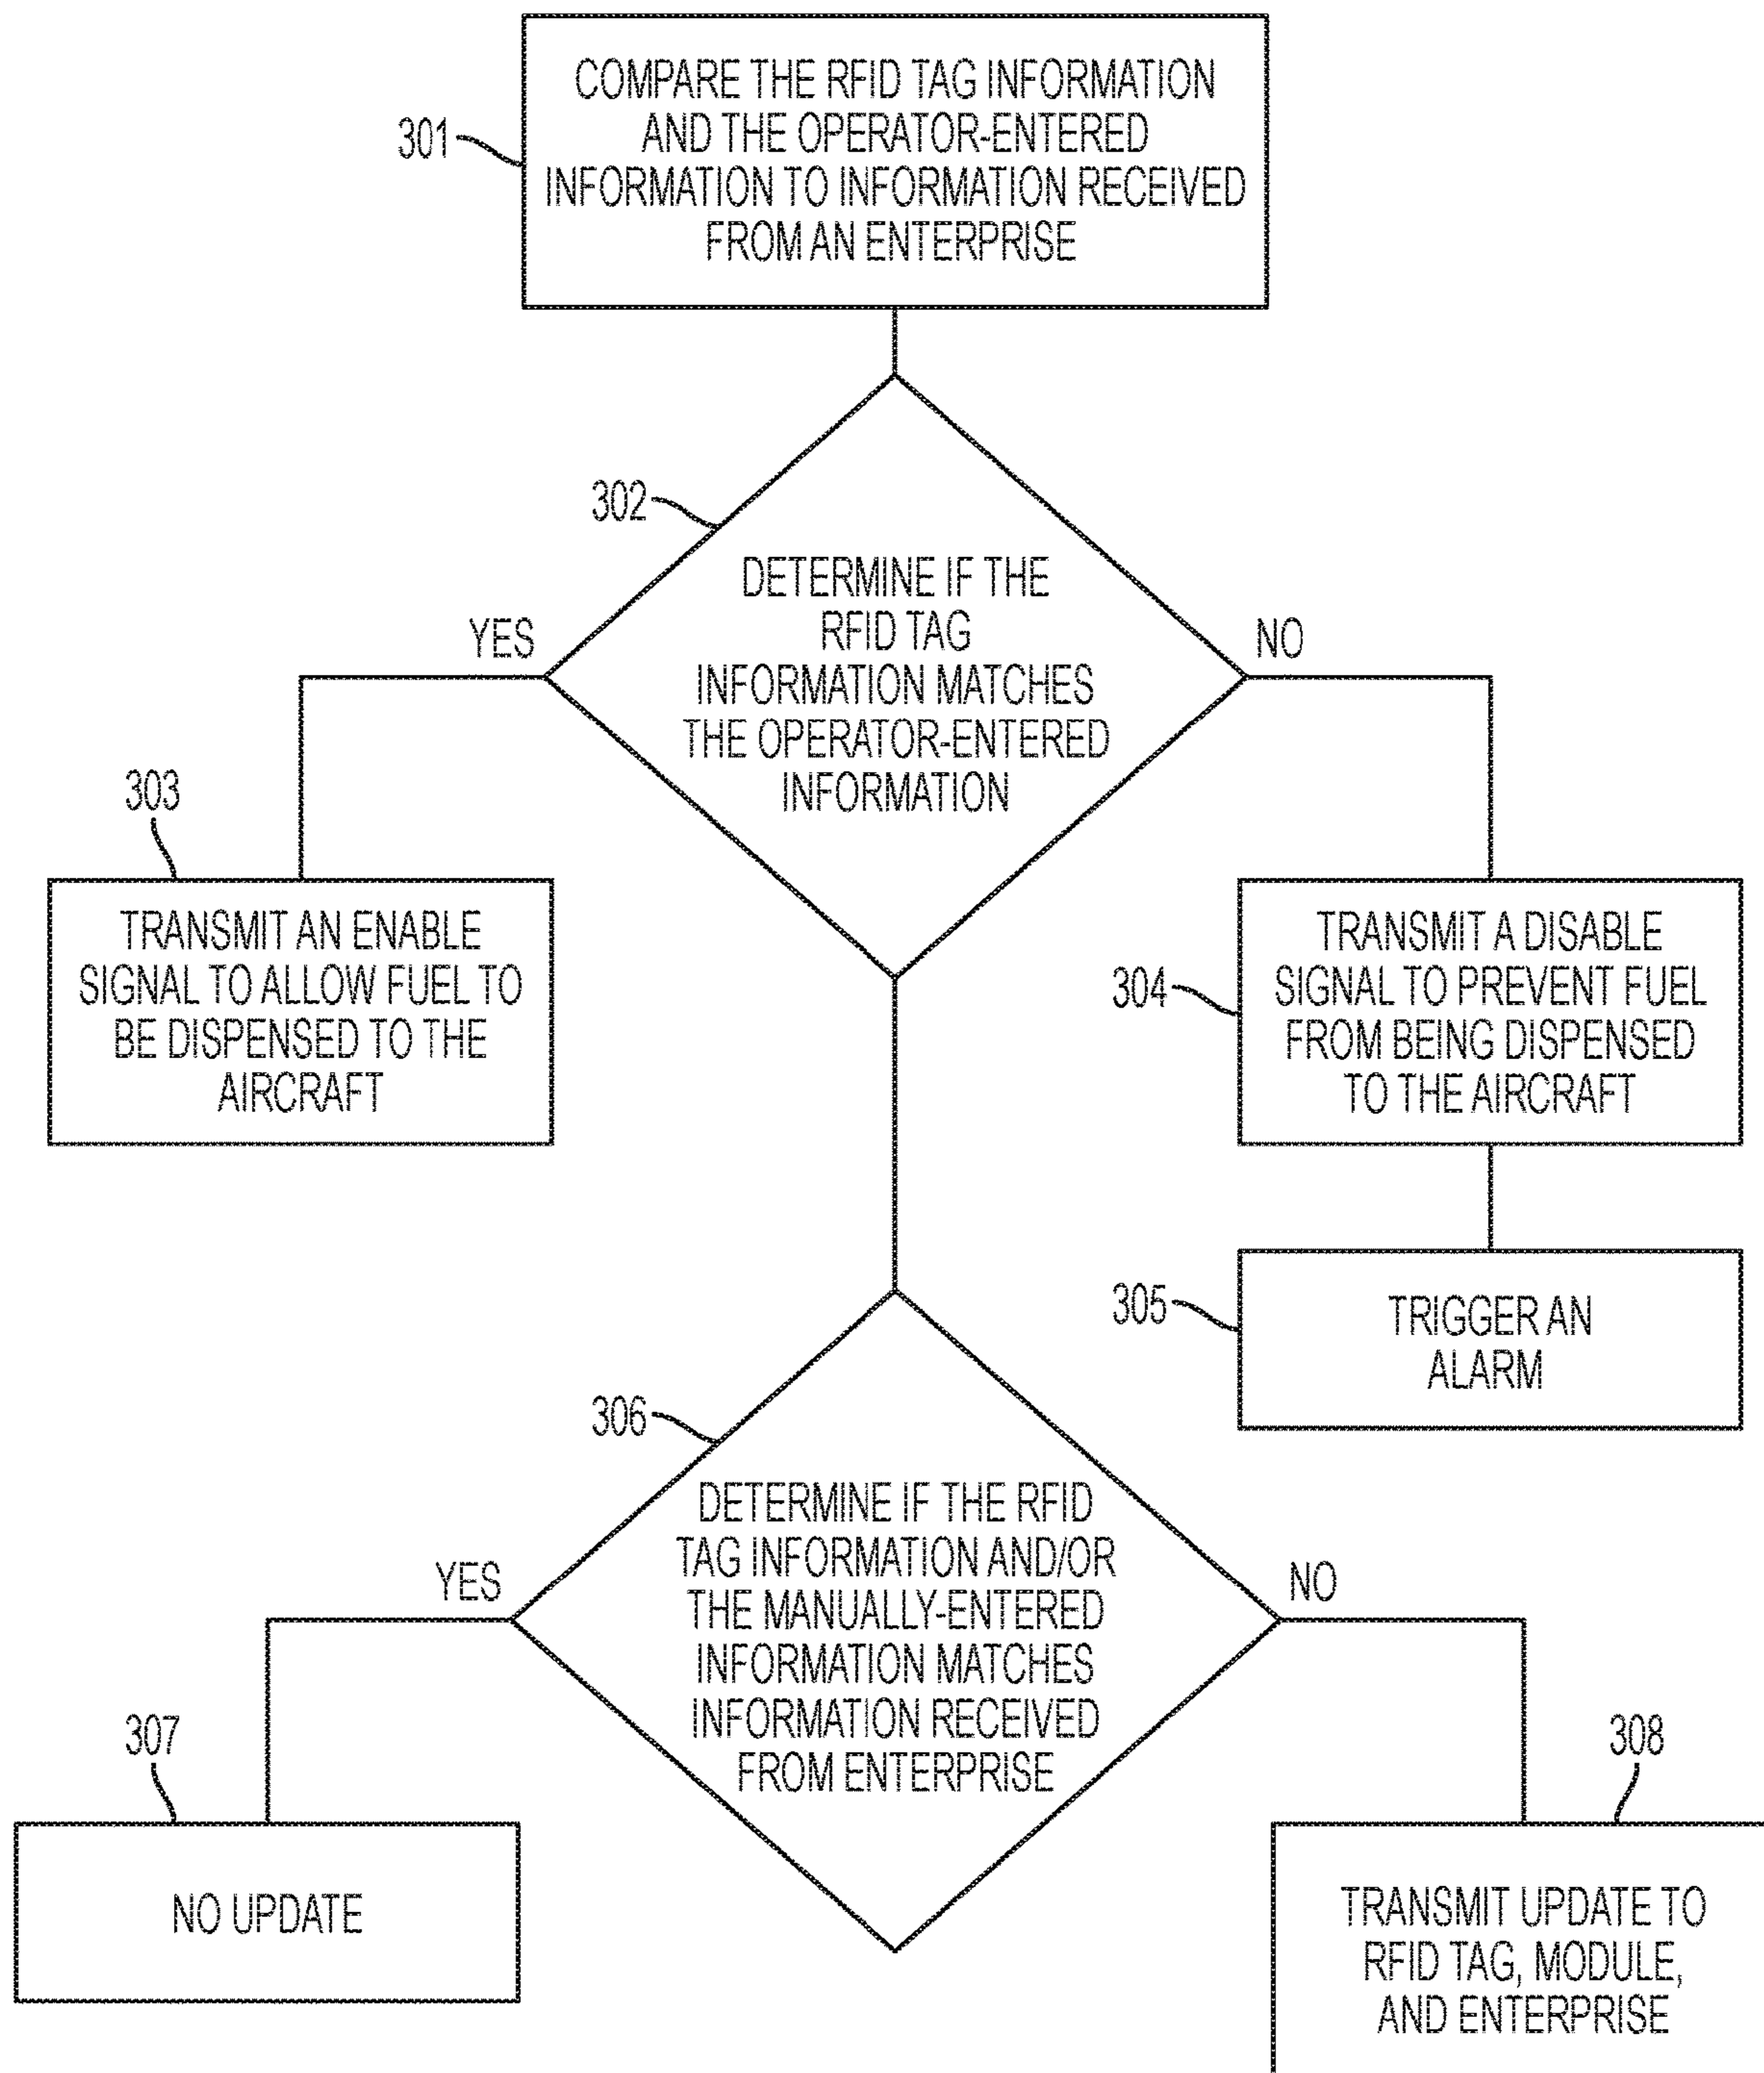 COMPARE THE RFID TAG INFORMATION
AND THE OPERATOR-ENTERED
INFORMATION TO INFORMATION RECEIVED
FROM AN ENTERPRISE
301
302
DETERMINE IF THE
RFID TAG
INFORMATION MATCHES
THE OPERATOR-ENTERED
INFORMATION
YES
NO
303
TRANSMIT AN ENABLE
SIGNAL TO ALLOW FUEL TO
BE DISPENSED TO THE
AIRCRAFT
304
TRANSMIT A DISABLE
SIGNAL TO PREVENT FUEL
FROM BEING DISPENSED
TO THE AIRCRAFT
305
TRIGGER AN
ALARM
306
DETERMINE IF THE RFID
TAG INFORMATION AND/OR
THE MANUALLY-ENTERED
INFORMATION MATCHES
INFORMATION RECEIVED
FROM ENTERPRISE
YES
NO
307
NO UPDATE
308
TRANSMIT UPDATE TO
RFID TAG, MODULE,
AND ENTERPRISE